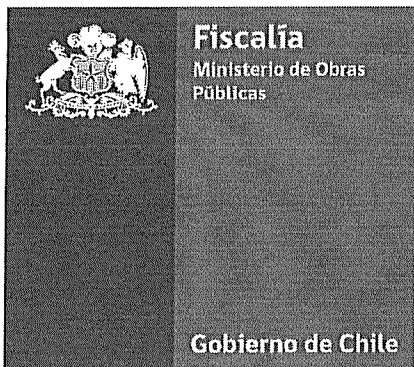 Fiscalía
Ministerio de Obras
Públicas
Gobierno de Chile